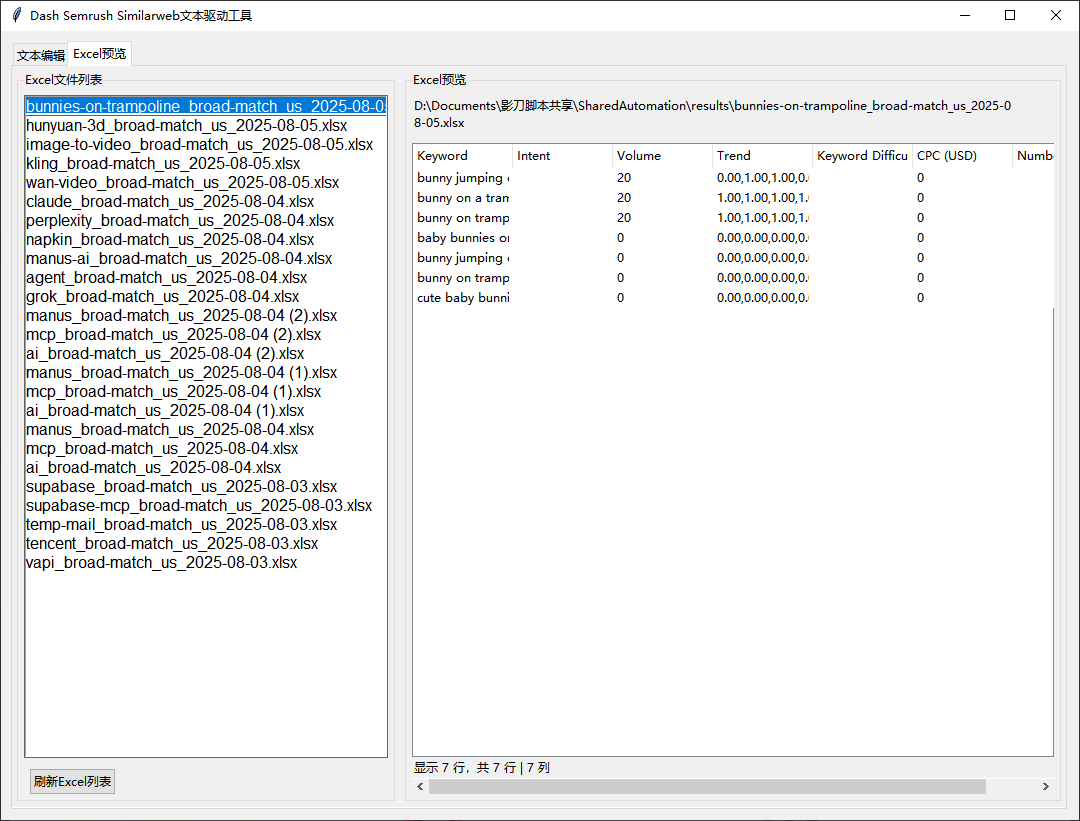 Dash Semrush Similarweb文本驱动工具
文本编辑 Excel预览
Excel文件列表
bunnies-on-trampoline_broad-match_us_2025-08-0
hunyuan-3d_broad-match_us_2025-08-05.xlsx
image-to-video_broad-match_us_2025-08-05.xlsx
kling_broad-match_us_2025-08-05.xlsx
wan-video_broad-match_us_2025-08-05.xlsx
claude_broad-match_us_2025-08-04.xlsx
perplexity_broad-match_us_2025-08-04.xlsx
napkin_broad-match_us_2025-08-04.xlsx
manus-ai_broad-match_us_2025-08-04.xlsx
agent_broad-match_us_2025-08-04.xlsx
grok_broad-match_us_2025-08-04.xlsx
manus_broad-match_us_2025-08-04 (2).xlsx
mcp_broad-match_us_2025-08-04 (2).xlsx
ai_broad-match_us_2025-08-04 (2).xlsx
manus_broad-match_us_2025-08-04 (1).xlsx
mcp_broad-match_us_2025-08-04 (1).xlsx
ai_broad-match_us_2025-08-04 (1).xlsx
manus_broad-match_us_2025-08-04.xlsx
mcp_broad-match_us_2025-08-04.xlsx
ai_broad-match_us_2025-08-04.xlsx
supabase_broad-match_us_2025-08-03.xlsx
supabase-mcp_broad-match_us_2025-08-03.xlsx
temp-mail_broad-match_us_2025-08-03.xlsx
tencent_broad-match_us_2025-08-03.xlsx
vapi_broad-match_us_2025-08-03.xlsx
刷新Excel列表
Excel预览
D:\Documents\影刀脚本共享\SharedAutomation\results\bunnies-on-trampoline_broad-match_us_2025-0
8-05.xlsx
Keyword Intent Volume Trend Keyword Difficu CPC (USD) Numb
bunny jumping 20 0.00,1.00,1.00,0. 0
bunny on a tram 20 1.00,1.00,1.00,1. 0
bunny on tramp 20 1.00,1.00,1.00,1. 0
baby bunnies o 0 0.00,0.00,0.00,0. 0
bunny jumping 0 0.00,0.00,0.00,0. 0
bunny on tramp 0 0.00,0.00,0.00,0. 0
cute baby bunni 0 0.00,0.00,0.00,0. 0
显示 7 行，共 7 行 | 7 列